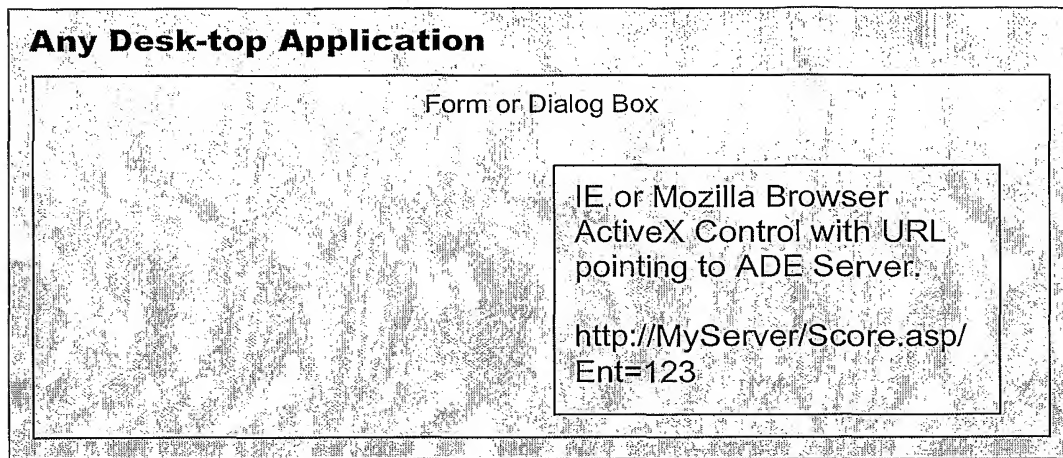 Any Desk-top Application
Form or Dialog Box
IE or Mozilla Browser
ActiveX Control with URL
pointing to ADE Server.
http://MyServer/Score.asp/
Ent=123